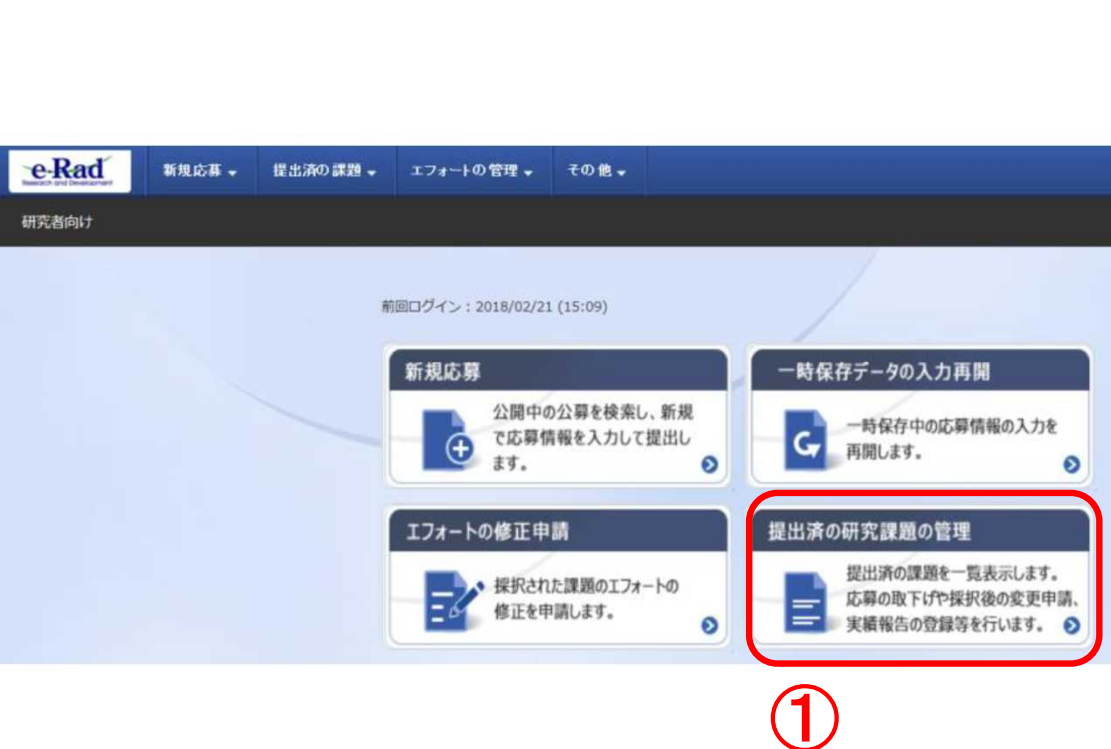 e-Rad
Research and Development
新規応募
提出済の課題
エフォートの管理
その他
研究者向け
前回ログイン：2018/02/21 (15:09)
新規応募
公開中の公募を検索し、新規
で応募情報を入力して提出し
ます。
一時保存データの入力再開
一時保存中の応募情報の入力を
再開します。
エフォートの修正申請
採択された課題のエフォートの
修正を申請します。
提出済の研究課題の管理
提出済の課題を一覧表示します。
応募の取下げや採択後の変更申請、
実績報告の登録等を行います。
①